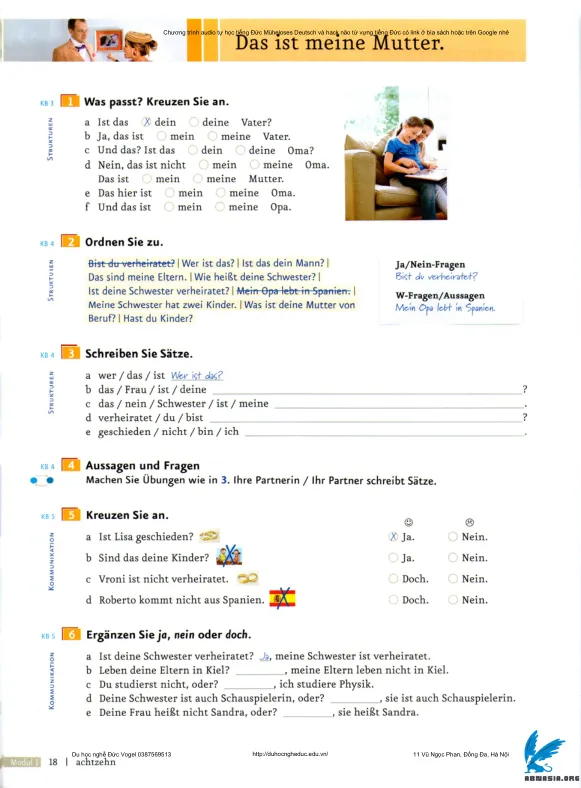 Chương trình audio tự học tiếng Đức Müheloses Deutsch và hack não từ vựng tiếng Đức có link ở bìa sách hoặc trên Google nhé
Das ist meine Mutter.
KB 3 1 Was passt? Kreuzen Sie an.
STRUKTUREN
a Ist das X dein deine Vater?
b Ja, das ist mein meine Vater.
c Und das? Ist das dein deine Oma?
d Nein, das ist nicht mein meine Oma.
Das ist mein meine Mutter.
e Das hier ist mein meine Oma.
f Und das ist mein meine Opa.
KB 4 2 Ordnen Sie zu.
STRUKTUREN
Bist du verheiratet? | Wer ist das? | Ist das dein Mann? |
Das sind meine Eltern. | Wie heißt deine Schwester? |
Ist deine Schwester verheiratet? | Mein Opa lebt in Spanien. |
Meine Schwester hat zwei Kinder. | Was ist deine Mutter von
Beruf? | Hast du Kinder?
Ja/Nein-Fragen
Bist du verheiratet?
W-Fragen/Aussagen
Mein Opa lebt in Spanien.
KB 4 3 Schreiben Sie Sätze.
STRUKTUREN
a wer / das / ist Wer ist das?
b das / Frau / ist / deine ?
c das / nein / Schwester / ist / meine .
d verheiratet / du / bist ?
e geschieden / nicht / bin / ich .
KB 4 4 Aussagen und Fragen
Machen Sie Übungen wie in 3. Ihre Partnerin / Ihr Partner schreibt Sätze.
KB 5 5 Kreuzen Sie an.
KOMMUNIKATION
a Ist Lisa geschieden? X Ja. Nein.
b Sind das deine Kinder? Ja. Nein.
c Vroni ist nicht verheiratet. Doch. Nein.
d Roberto kommt nicht aus Spanien. Doch. Nein.
KB 5 6 Ergänzen Sie ja, nein oder doch.
KOMMUNIKATION
a Ist deine Schwester verheiratet? Ja, meine Schwester ist verheiratet.
b Leben deine Eltern in Kiel? , meine Eltern leben nicht in Kiel.
c Du studierst nicht, oder? , ich studiere Physik.
d Deine Schwester ist auch Schauspielerin, oder? , sie ist auch Schauspielerin.
e Deine Frau heißt nicht Sandra, oder? , sie heißt Sandra.
Du học nghề Đức Vogel 0387569513 http://duhocngheduc.edu.vn/ 11 Vũ Ngọc Phan, Đống Đa, Hà Nội
Modul 1 18 | achtzehn
ABWASIA.ORG